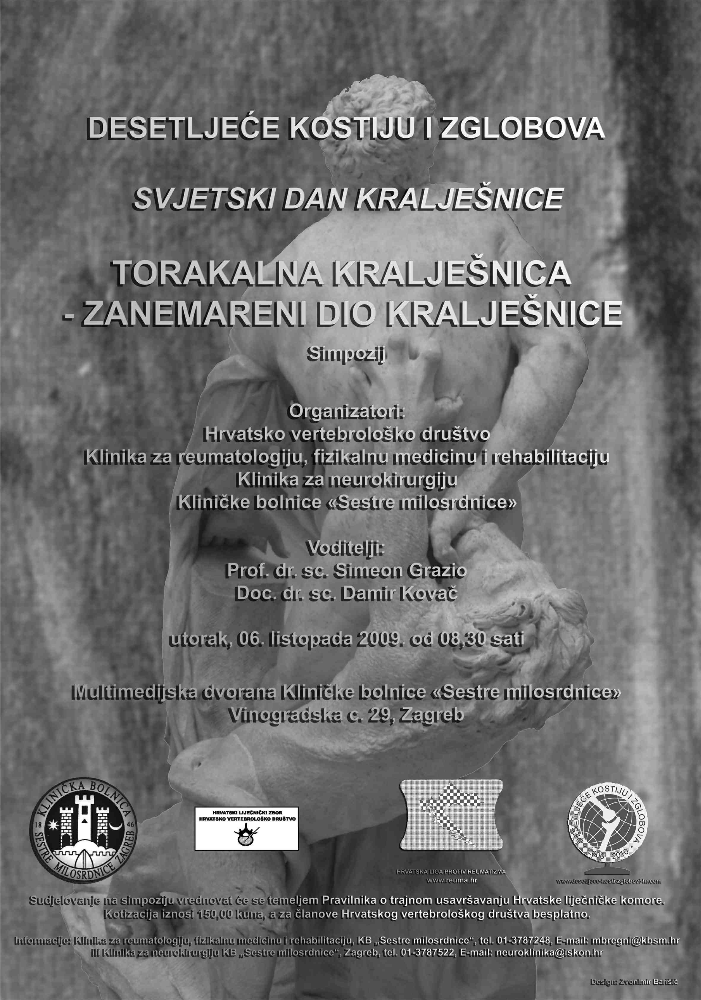 DESETLJEĆE KOSTIJU I ZGLOBOVA
SVJETSKI DAN KRALJEŠNICE
TORAKALNA KRALJEŠNICA
- ZANEMARENI DIO KRALJEŠNICE
Simpozij
Organizatori:
Hrvatsko vertebrološko društvo
Klinika za reumatologiju, fizikalnu medicinu i rehabilitaciju
Klinika za neurokirurgiju
Kliničke bolnice «Sestre milosrdnice»
Voditelji:
Prof. dr. sc. Simeon Grazio
Doc. dr. sc. Damir Kovač
utorak, 06. listopada 2009. od 08,30 sati
Multimedijska dvorana Kliničke bolnice «Sestre milosrdnice»
Vinogradska c. 29, Zagreb
KLINIČKA BOLNICA
18 46
SESTRE MILOSRDNICE ZAGREB
HRVATSKI LIJEČNIČKI ZBOR
HRVATSKO VERTEBROLOŠKO DRUŠTVO
HRVATSKA LIGA PROTIV REUMATIZMA
www.reuma.hr
DESETLJEĆE KOSTIJU I ZGLOBOVA
2000 2010
www.desetljece-kosti-zglobovi-hr.com
Sudjelovanje na simpoziju vrednovat će se temeljem Pravilnika o trajnom usavršavanju Hrvatske liječničke komore.
Kotizacija iznosi 150,00 kuna, a za članove Hrvatskog vertebrološkog društva besplatno.
Informacije: Klinika za reumatologiju, fizikalnu medicinu i rehabilitaciju, KB „Sestre milosrdnice“, tel. 01-3787248, E-mail: mbregni@kbsm.hr
ili Klinika za neurokirurgiju KB „Sestre milosrdnice“, Zagreb, tel. 01-3787522, E-mail: neuroklinika@iskon.hr
Design: Zvonimir Barišić